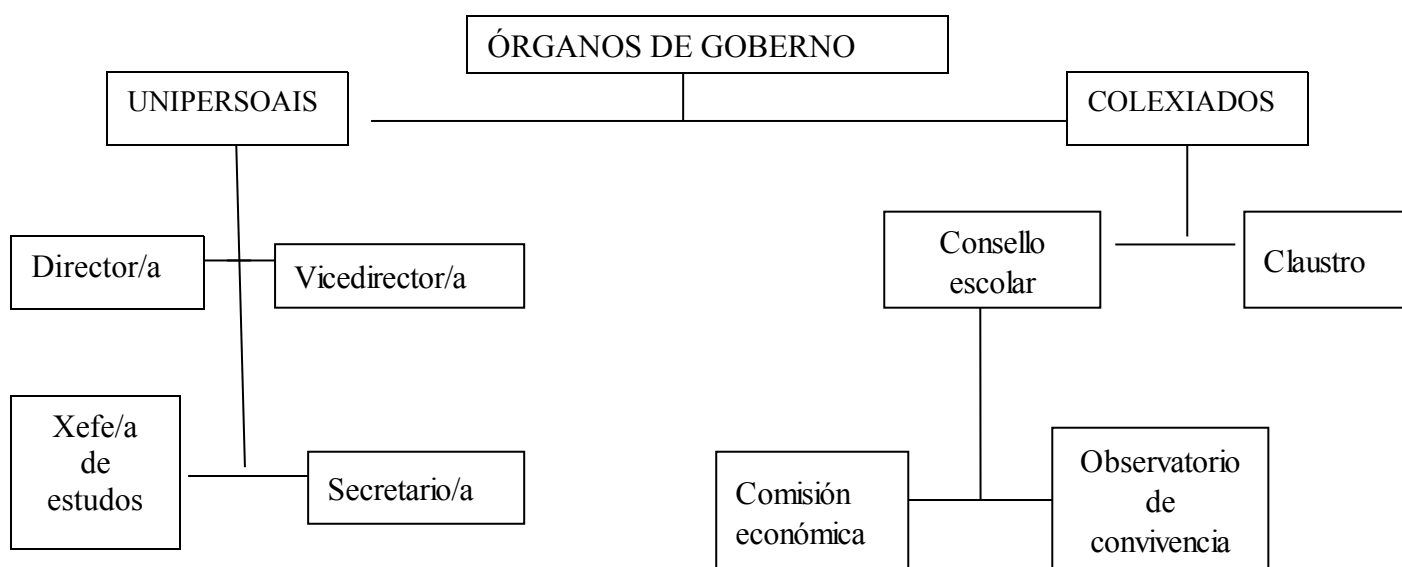 ÓRGANOS DE GOBERNO
UNIPERSOAIS
COLEXIADOS
Director/a
Vicedirector/a
Consello
escolar
Claustro
Xefe/a
de
estudos
Secretario/a
Comisión
económica
Observatorio
de
convivencia